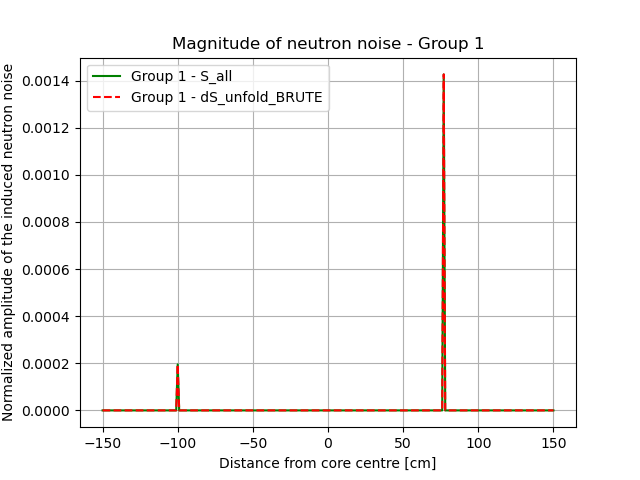 Magnitude of neutron noise - Group 1
Normalized amplitude of the induced neutron noise
0.0014
0.0012
0.0010
0.0008
0.0006
0.0004
0.0002
0.0000
Group 1 - S_all
Group 1 - dS_unfold_BRUTE
−150 −100 −50 0 50 100 150
Distance from core centre [cm]